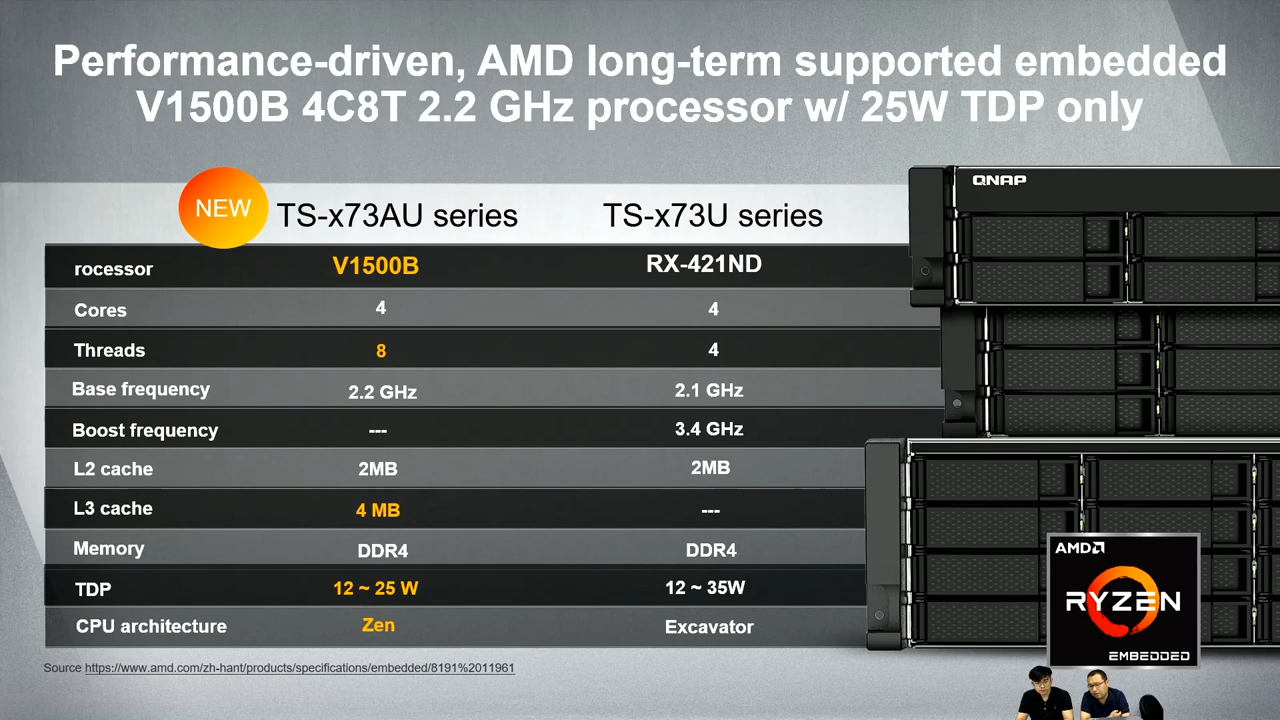 Performance-driven, AMD long-term supported embedded
V1500B 4C8T 2.2 GHz processor w/ 25W TDP only
NEW TS-x73AU series TS-x73U series
QNAP
rocessor V1500B RX-421ND
Cores 4 4
Threads 8 4
Base frequency 2.2 GHz 2.1 GHz
Boost frequency --- 3.4 GHz
L2 cache 2MB 2MB
L3 cache 4 MB ---
Memory DDR4 DDR4
TDP 12 ~ 25 W 12 ~ 35W
CPU architecture Zen Excavator
AMD
RYZEN
EMBEDDED
Source https://www.amd.com/zh-hant/products/specifications/embedded/8191%2011961